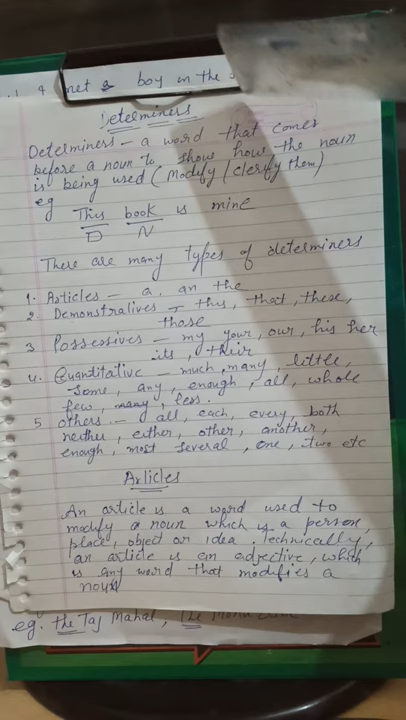 met a boy in the
Determiners
Determiners - a word that comes
before a noun to show how the noun
is being used (modify / clerify them)
eg This book is mine
D N
There are many types of determiners
1. Articles - a, an the
2 Demonstratives - this, that, these,
those
3 Possessives - my your, our, his her
its, their
4. Quantitative - much, many, little,
some, any, enough, all, whole
few, many, less.
5 others - all, each, every, both
neither, either, other, another,
enough, most several, one, two etc
Articles
An article is a word used to
modify a noun which is a person,
place, object or idea. Technically,
an article is an adjective, which
is any word that modifies a
noun
eg. the Taj Mahal, The